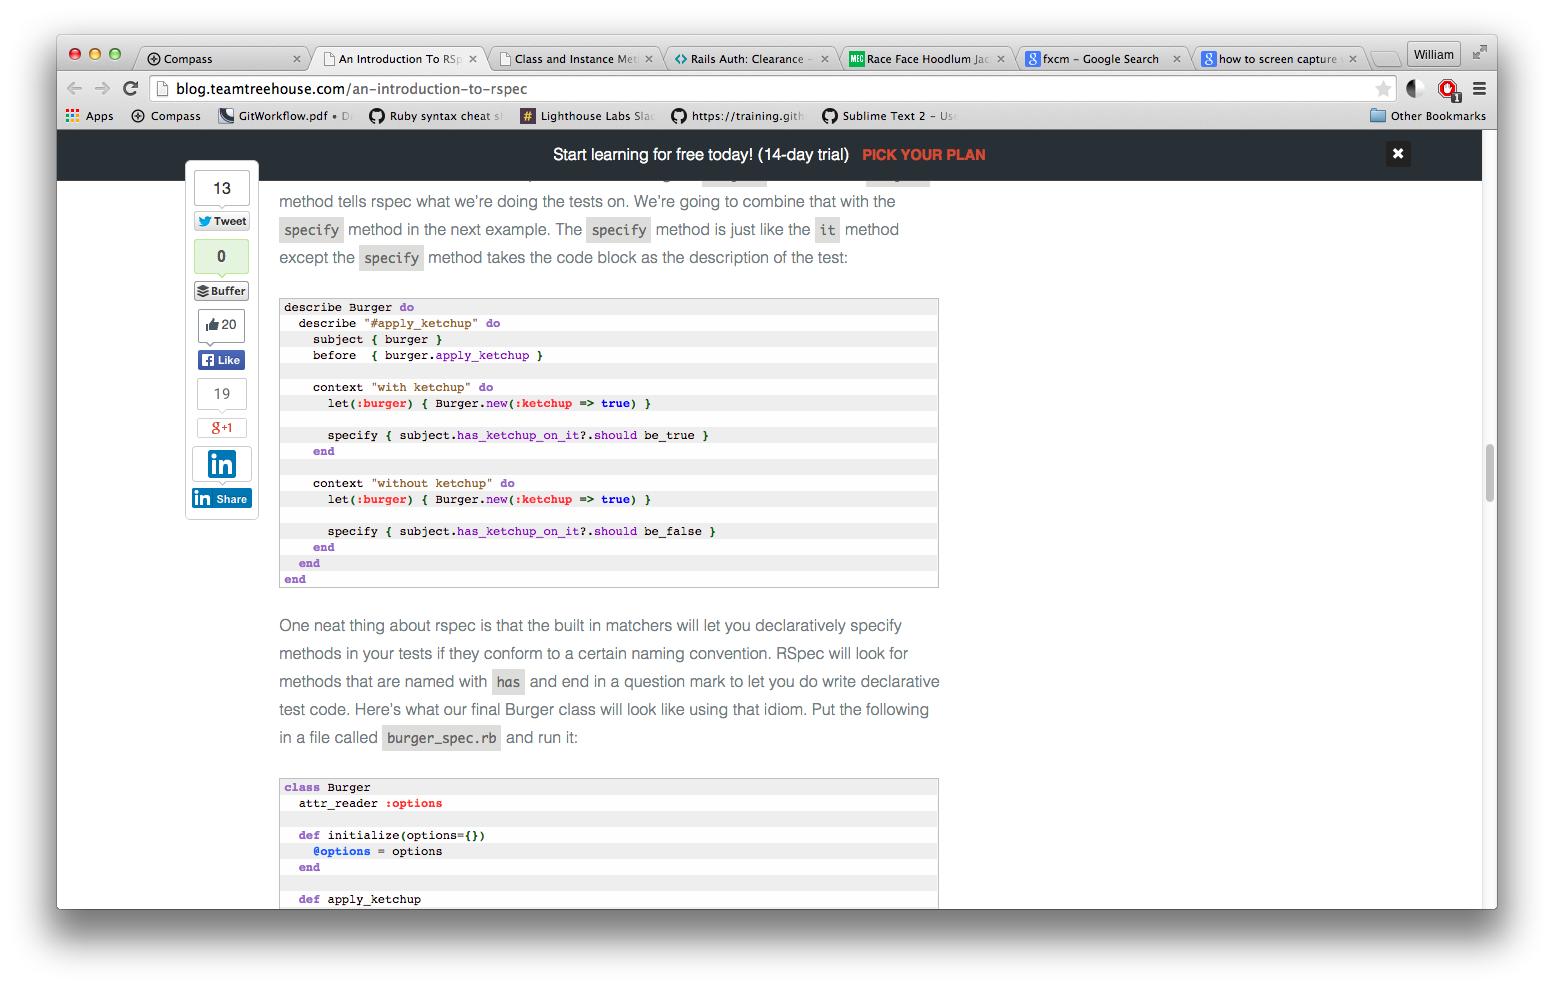 Compass
An Introduction To RSp
Class and Instance Met
Rails Auth: Clearance -
MEC Race Face Hoodlum Jac
fxcm – Google Search
how to screen capture
William
blog.teamtreehouse.com/an-introduction-to-rspec
1
Apps
Compass
GitWorkflow.pdf •
Ruby syntax cheat s
Lighthouse Labs Slac
https://training.gith
Sublime Text 2 – Us
Other Bookmarks
Start learning for free today! (14-day trial) PICK YOUR PLAN
13
Tweet
0
Buffer
20
Like
19
g+1
in
in Share
method tells rspec what we're doing the tests on. We're going to combine that with the
specify method in the next example. The specify method is just like the it method
except the specify method takes the code block as the description of the test:
describe Burger do
  describe "#apply_ketchup" do
    subject { burger }
    before  { burger.apply_ketchup }
    context "with ketchup" do
      let(:burger) { Burger.new(:ketchup => true) }
      specify { subject.has_ketchup_on_it?.should be_true }
    end
    context "without ketchup" do
      let(:burger) { Burger.new(:ketchup => true) }
      specify { subject.has_ketchup_on_it?.should be_false }
    end
  end
end
One neat thing about rspec is that the built in matchers will let you declaratively specify
methods in your tests if they conform to a certain naming convention. RSpec will look for
methods that are named with has and end in a question mark to let you do write declarative
test code. Here's what our final Burger class will look like using that idiom. Put the following
in a file called burger_spec.rb and run it:
class Burger
  attr_reader :options
  def initialize(options={})
    @options = options
  end
  def apply_ketchup